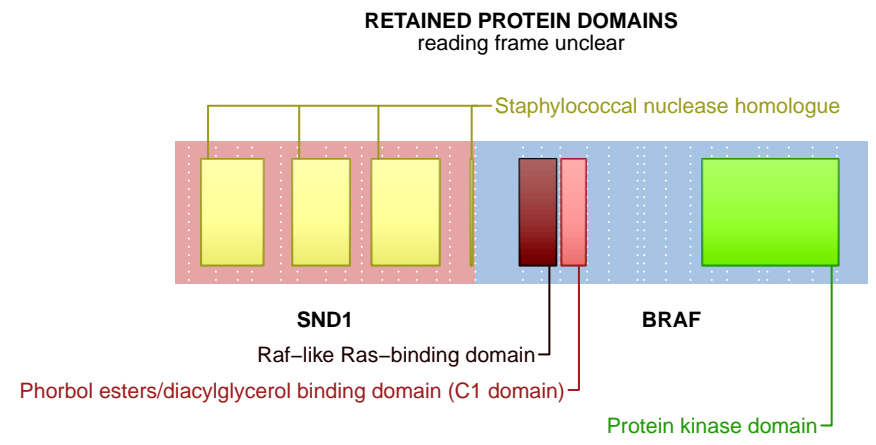 RETAINED PROTEIN DOMAINS
reading frame unclear
Staphylococcal nuclease homologue
SND1
BRAF
Raf−like Ras−binding domain
Phorbol esters/diacylglycerol binding domain (C1 domain)
Protein kinase domain